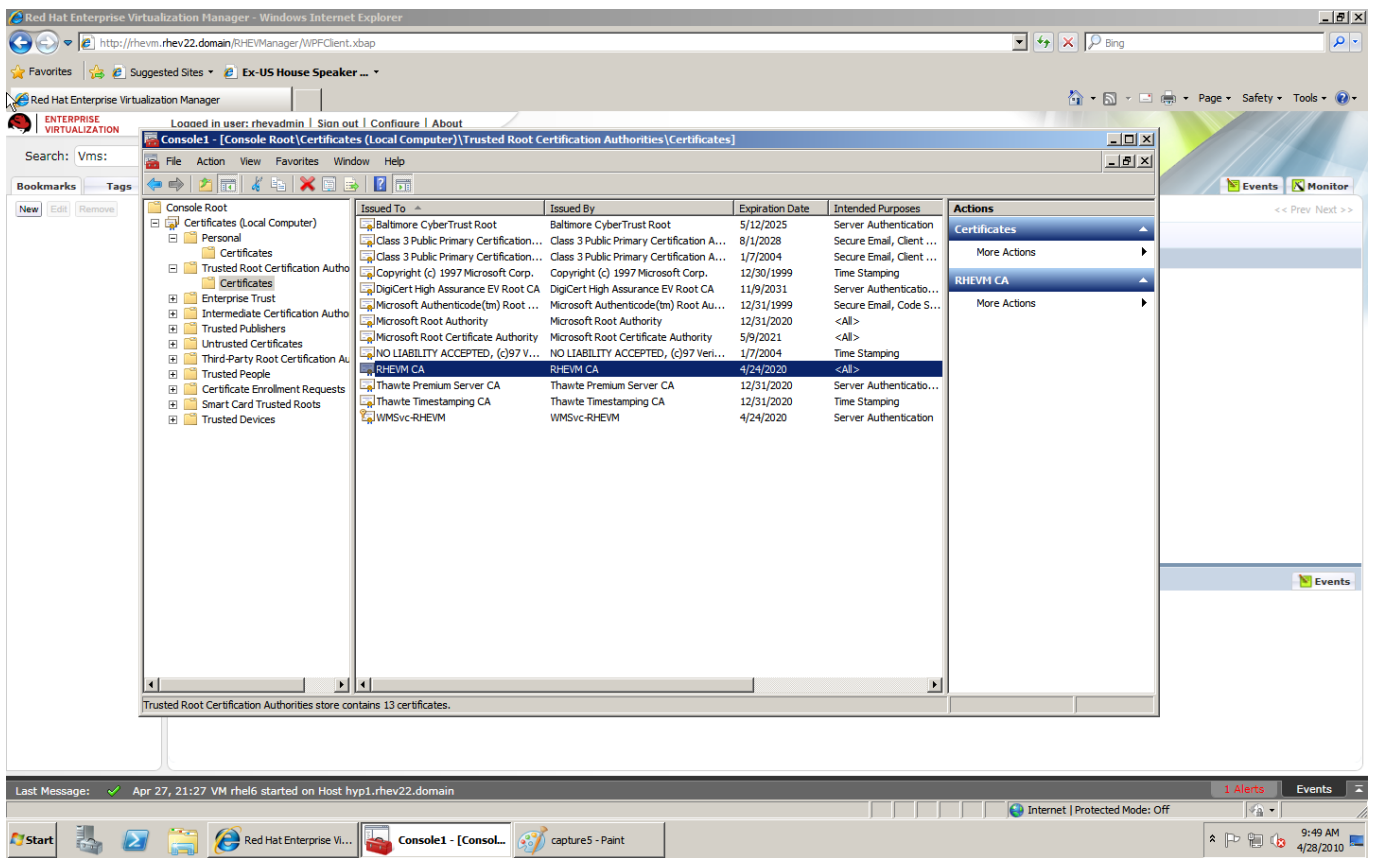 Red Hat Enterprise Virtualization Manager - Windows Internet Explorer
http://rhevm.rhev22.domain/RHEVManager/WPFClient.xbap
Bing
Favorites Suggested Sites Ex-US House Speaker ...
Red Hat Enterprise Virtualization Manager
Page Safety Tools
ENTERPRISE
VIRTUALIZATION
Logged in user: rhevadmin | Sign out | Configure | About
Search: Vms:
Bookmarks Tags
Events Monitor
New Edit Remove
<< Prev Next >>
Console1 - [Console Root\Certificates (Local Computer)\Trusted Root Certification Authorities\Certificates]
File Action View Favorites Window Help
Console Root
Certificates (Local Computer)
Personal
Certificates
Trusted Root Certification Autho
Certificates
Enterprise Trust
Intermediate Certification Autho
Trusted Publishers
Untrusted Certificates
Third-Party Root Certification Au
Trusted People
Certificate Enrollment Requests
Smart Card Trusted Roots
Trusted Devices
Issued To Issued By Expiration Date Intended Purposes
Baltimore CyberTrust Root Baltimore CyberTrust Root 5/12/2025 Server Authentication
Class 3 Public Primary Certification... Class 3 Public Primary Certification A... 8/1/2028 Secure Email, Client ...
Class 3 Public Primary Certification... Class 3 Public Primary Certification A... 1/7/2004 Secure Email, Client ...
Copyright (c) 1997 Microsoft Corp. Copyright (c) 1997 Microsoft Corp. 12/30/1999 Time Stamping
DigiCert High Assurance EV Root CA DigiCert High Assurance EV Root CA 11/9/2031 Server Authenticatio...
Microsoft Authenticode(tm) Root ... Microsoft Authenticode(tm) Root Au... 12/31/1999 Secure Email, Code S...
Microsoft Root Authority Microsoft Root Authority 12/31/2020 <All>
Microsoft Root Certificate Authority Microsoft Root Certificate Authority 5/9/2021 <All>
NO LIABILITY ACCEPTED, (c)97 V... NO LIABILITY ACCEPTED, (c)97 Veri... 1/7/2004 Time Stamping
RHEVM CA RHEVM CA 4/24/2020 <All>
Thawte Premium Server CA Thawte Premium Server CA 12/31/2020 Server Authenticatio...
Thawte Timestamping CA Thawte Timestamping CA 12/31/2020 Time Stamping
WMSvc-RHEVM WMSvc-RHEVM 4/24/2020 Server Authentication
Actions
Certificates
More Actions
RHEVM CA
More Actions
Trusted Root Certification Authorities store contains 13 certificates.
Events
Last Message: Apr 27, 21:27 VM rhel6 started on Host hyp1.rhev22.domain
1 Alerts Events
Internet | Protected Mode: Off
Start
Red Hat Enterprise Vi...
Console1 - [Consol...
capture5 - Paint
9:49 AM
4/28/2010